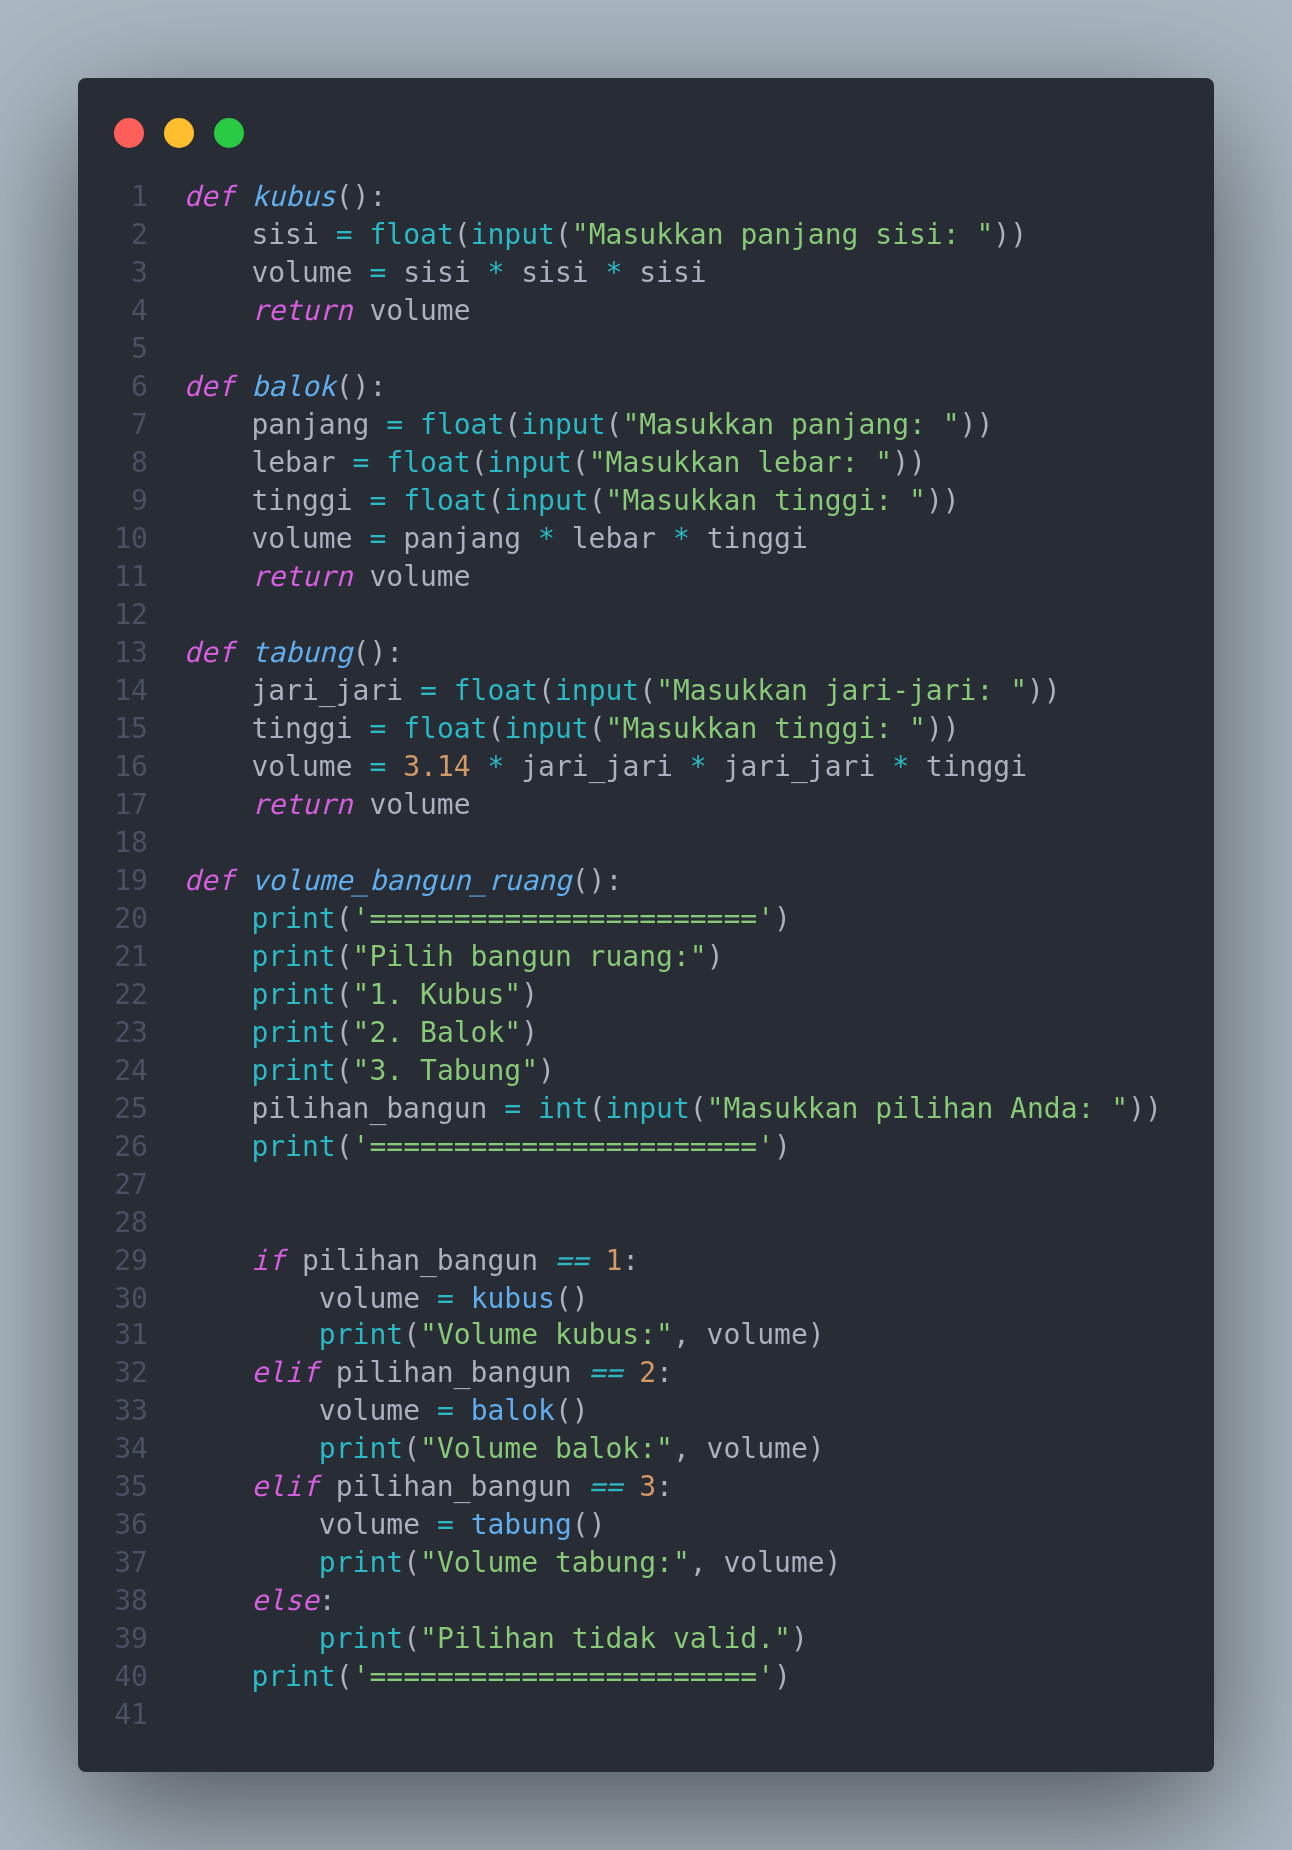 1 def kubus():
2     sisi = float(input("Masukkan panjang sisi: "))
3     volume = sisi * sisi * sisi
4     return volume
5
6 def balok():
7     panjang = float(input("Masukkan panjang: "))
8     lebar = float(input("Masukkan lebar: "))
9     tinggi = float(input("Masukkan tinggi: "))
10     volume = panjang * lebar * tinggi
11     return volume
12
13 def tabung():
14     jari_jari = float(input("Masukkan jari-jari: "))
15     tinggi = float(input("Masukkan tinggi: "))
16     volume = 3.14 * jari_jari * jari_jari * tinggi
17     return volume
18
19 def volume_bangun_ruang():
20     print('=======================')
21     print("Pilih bangun ruang:")
22     print("1. Kubus")
23     print("2. Balok")
24     print("3. Tabung")
25     pilihan_bangun = int(input("Masukkan pilihan Anda: "))
26     print('=======================')
27
28
29     if pilihan_bangun == 1:
30         volume = kubus()
31         print("Volume kubus:", volume)
32     elif pilihan_bangun == 2:
33         volume = balok()
34         print("Volume balok:", volume)
35     elif pilihan_bangun == 3:
36         volume = tabung()
37         print("Volume tabung:", volume)
38     else:
39         print("Pilihan tidak valid.")
40     print('=======================')
41